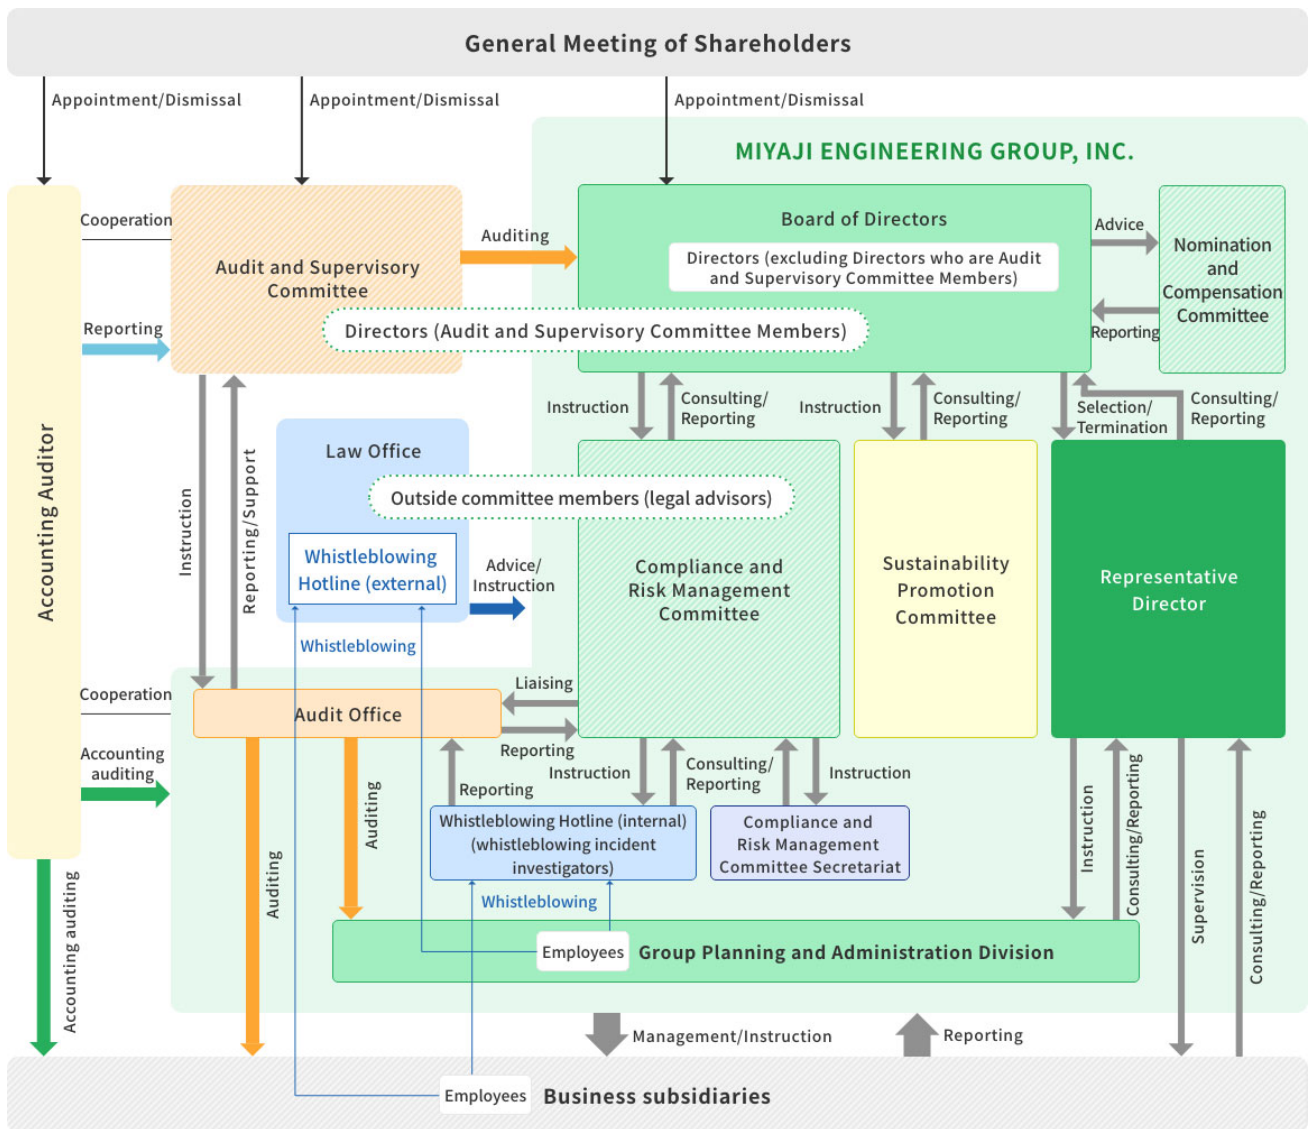 General Meeting of Shareholders
Appointment/Dismissal
Appointment/Dismissal
Appointment/Dismissal
MIYAJI ENGINEERING GROUP, INC.
Accounting Auditor
Cooperation
Reporting
Audit and Supervisory
Committee
Auditing
Board of Directors
Directors (excluding Directors who are Audit
and Supervisory Committee Members)
Directors (Audit and Supervisory Committee Members)
Advice
Reporting
Nomination
and
Compensation
Committee
Instruction
Reporting/Support
Instruction
Consulting/
Reporting
Instruction
Consulting/
Reporting
Selection/
Termination
Consulting/
Reporting
Law Office
Outside committee members (legal advisors)
Whistleblowing
Hotline (external)
Advice/
Instruction
Whistleblowing
Compliance and
Risk Management
Committee
Sustainability
Promotion
Committee
Representative
Director
Cooperation
Accounting
auditing
Audit Office
Liaising
Reporting
Reporting
Instruction
Consulting/
Reporting
Instruction
Auditing
Auditing
Whistleblowing Hotline (internal)
(whistleblowing incident
investigators)
Compliance and
Risk Management
Committee Secretariat
Whistleblowing
Instruction
Consulting/Reporting
Supervision
Consulting/Reporting
Employees
Group Planning and Administration Division
Accounting auditing
Management/Instruction
Reporting
Employees
Business subsidiaries